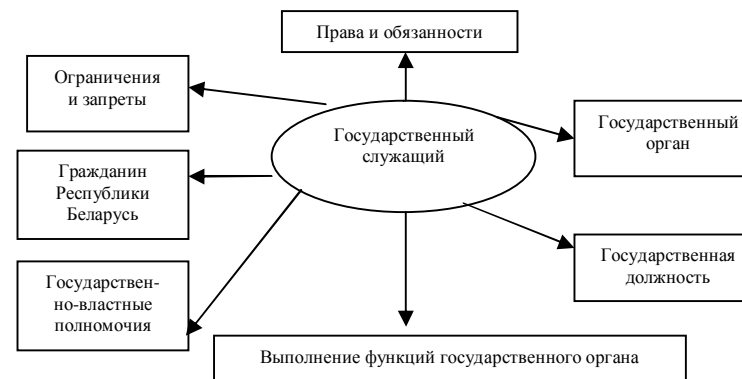 Права и обязанности
Ограничения
и запреты
Государственный
служащий
Государственный
орган
Гражданин
Республики
Беларусь
Государственная
должность
Государствен-
но-властные
полномочия
Выполнение функций государственного органа